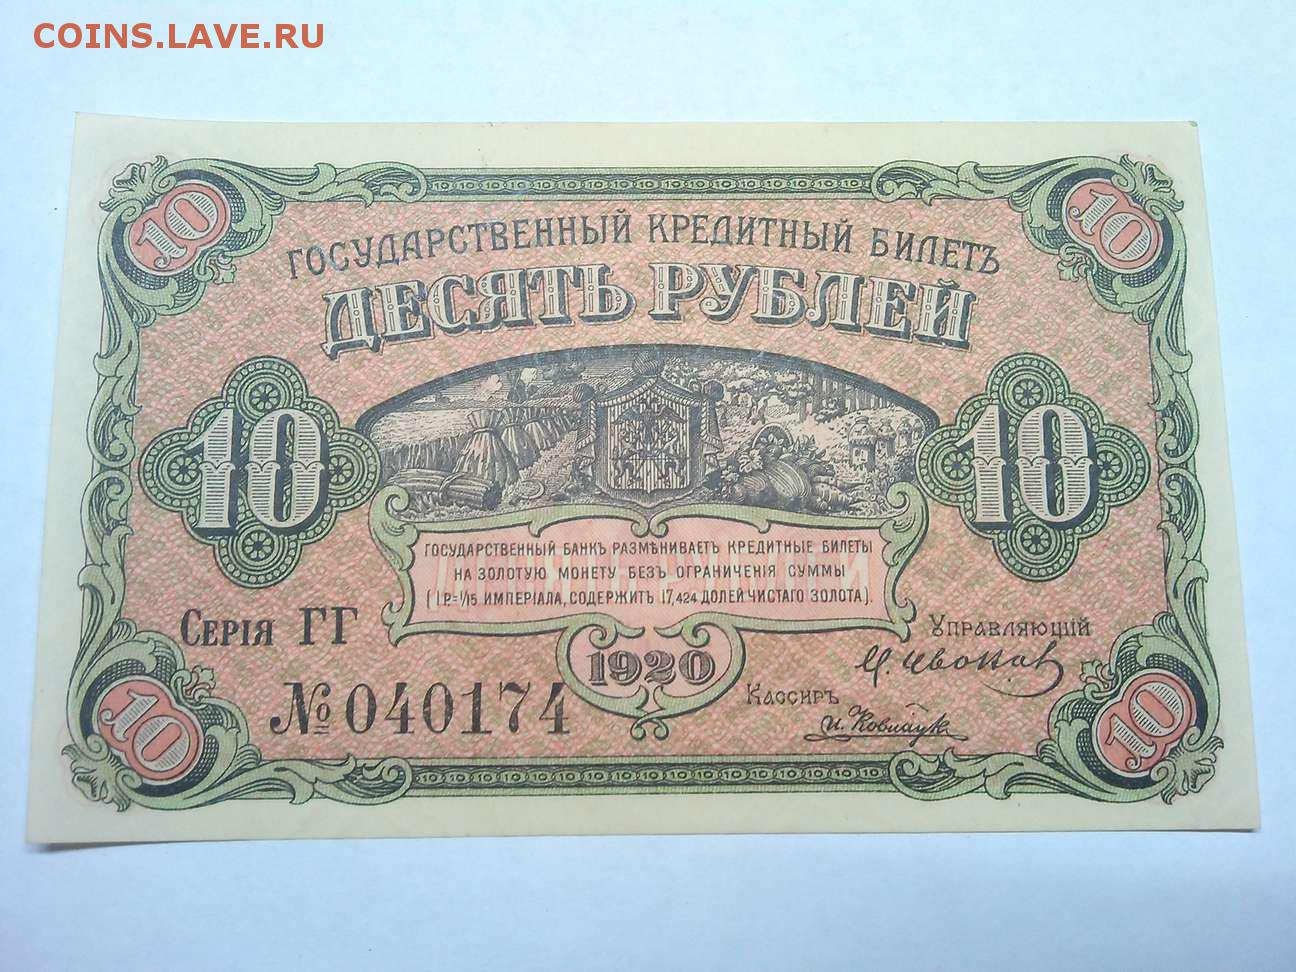 COINS.LAVE.RU
10 10
ГОСУДАРСТВЕННЫЙ КРЕДИТНЫЙ БИЛЕТЪ
ДЕСЯТЬ РУБЛЕЙ
10 10
ГОСУДАРСТВЕННЫЙ БАНКЪ РАЗМѢНИВАЕТЪ КРЕДИТНЫЕ БИЛЕТЫ
НА ЗОЛОТУЮ МОНЕТУ БЕЗЪ ОГРАНИЧЕНІЯ СУММЫ
(1 Р.= 1/15 ИМПЕРІАЛА, СОДЕРЖИТЪ 17,424 ДОЛЕЙ ЧИСТАГО ЗОЛОТА).
СЕРІЯ ГГ
УПРАВЛЯЮЩІЙ
1920
№ 040174
КАССИРЪ
10 10